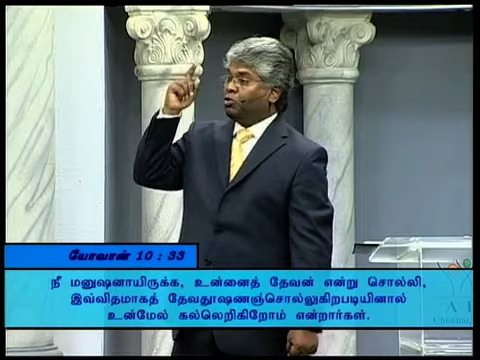 யோவான் 10 : 33
நீ மனுஷனாயிருக்க, உன்னைத் தேவன் என்று சொல்லி,
இவ்விதமாகத் தேவதூஷணஞ்சொல்லுகிறபடியினால்
உன்மேல் கல்லெறிகிறோம் என்றார்கள்.